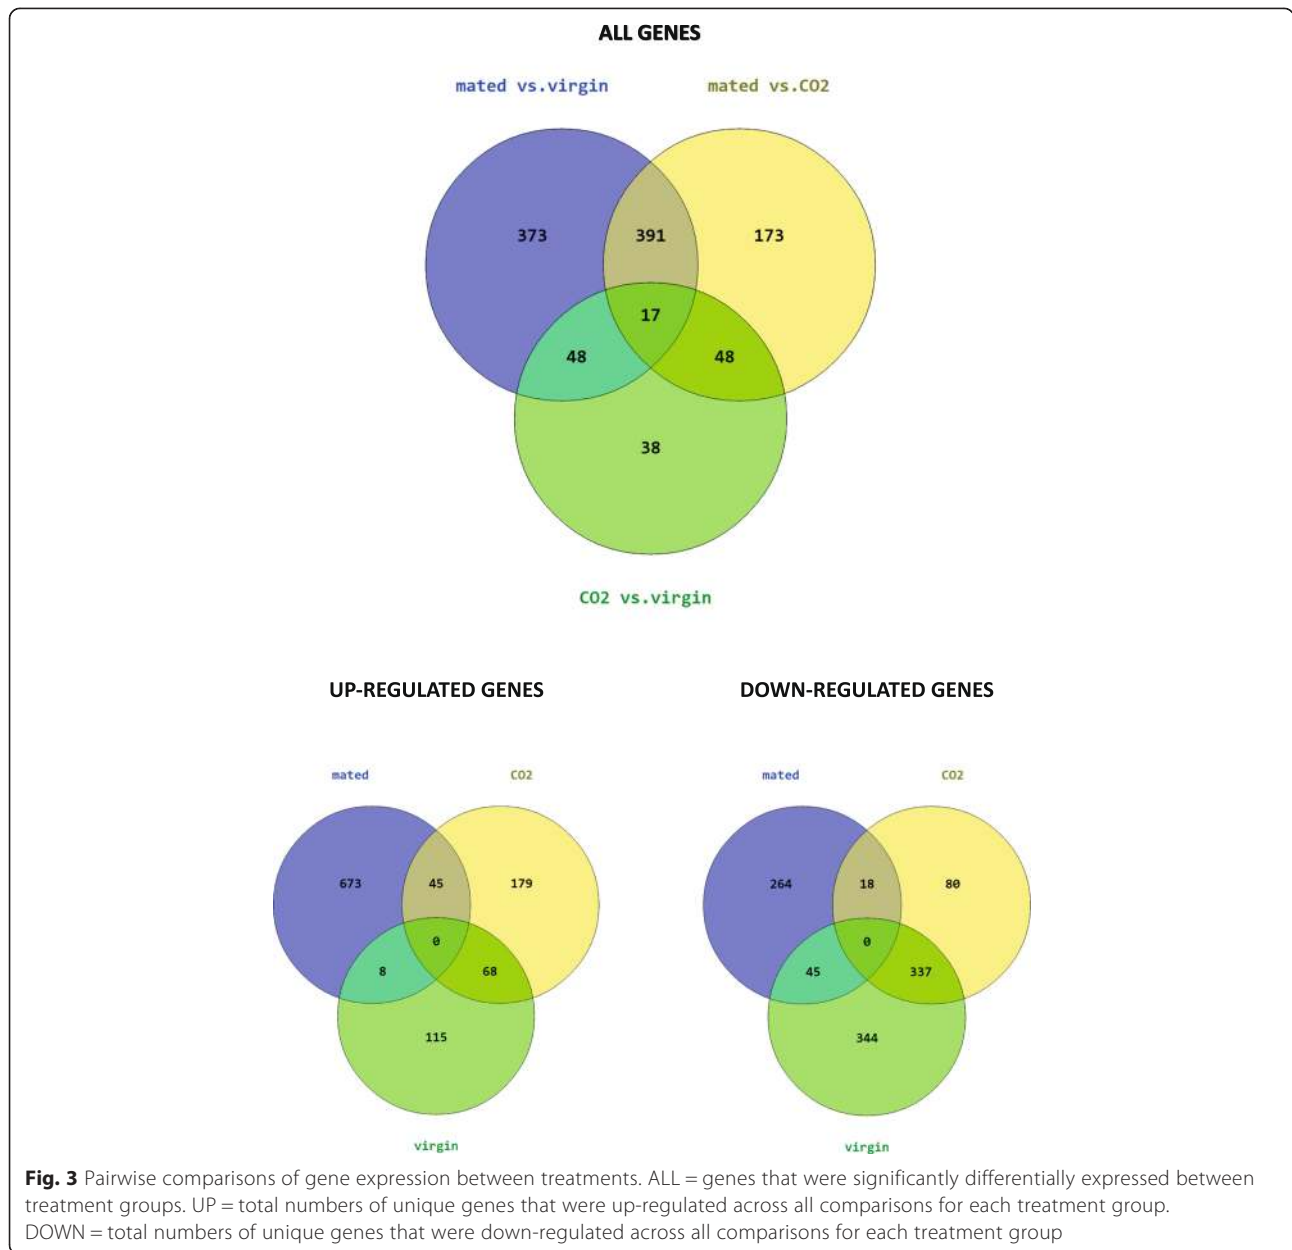 ALL GENES
mated vs.virgin mated vs.CO2
373 391 173
17
48 48
38
CO2 vs.virgin
UP-REGULATED GENES DOWN-REGULATED GENES
mated CO2 mated CO2
673 45 179 264 18 80
0 0
8 68 45 337
115 344
virgin virgin
Fig. 3 Pairwise comparisons of gene expression between treatments. ALL = genes that were significantly differentially expressed between
treatment groups. UP = total numbers of unique genes that were up-regulated across all comparisons for each treatment group.
DOWN = total numbers of unique genes that were down-regulated across all comparisons for each treatment group